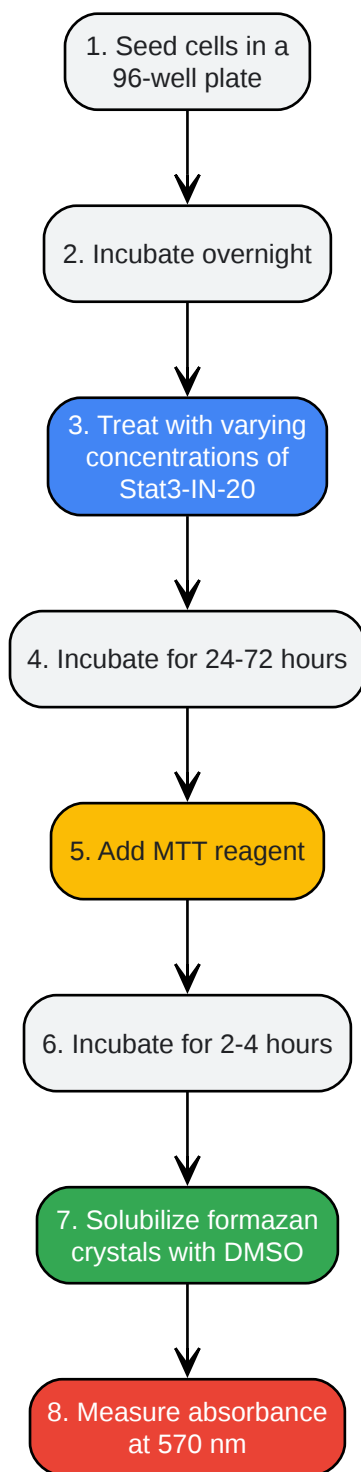 1. Seed cells in a
96-well plate
2. Incubate overnight
3. Treat with varying
concentrations of
Stat3-IN-20
4. Incubate for 24-72 hours
5. Add MTT reagent
6. Incubate for 2-4 hours
7. Solubilize formazan
crystals with DMSO
8. Measure absorbance
at 570 nm